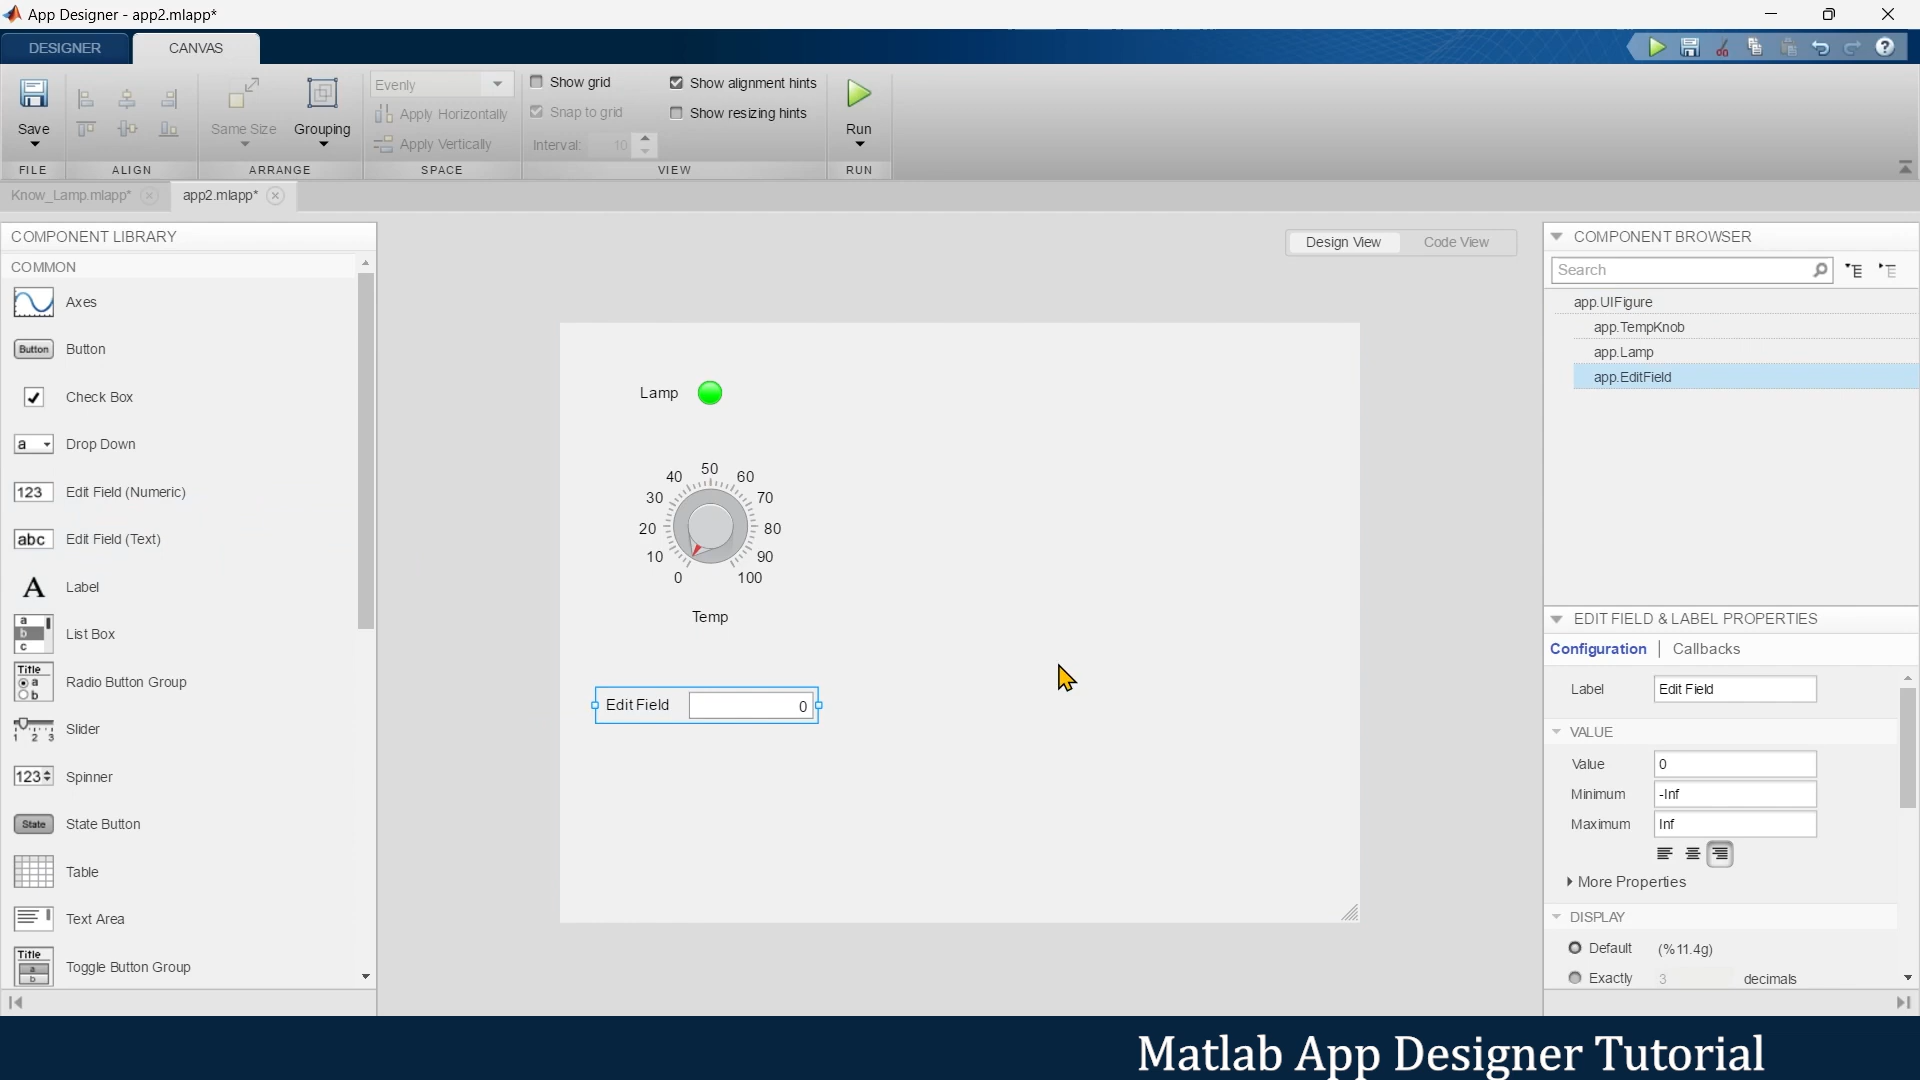 App Designer - app2.mlapp*
DESIGNER
CANVAS
Save
FILE
ALIGN
Same Size
Grouping
ARRANGE
Evenly
Apply Horizontally
Apply Vertically
SPACE
Show grid
Snap to grid
Interval: 10
Show alignment hints
Show resizing hints
VIEW
Run
RUN
Know_Lamp.mlapp*
app2.mlapp*
COMPONENT LIBRARY
COMMON
Axes
Button Button
Check Box
a Drop Down
123 Edit Field (Numeric)
abc Edit Field (Text)
A Label
a
b
c
List Box
Title
a
b
Radio Button Group
1 2 3
Slider
123 Spinner
State State Button
Table
Text Area
Title
a
b
Toggle Button Group
Design View
Code View
Lamp
0
10
20
30
40
50
60
70
80
90
100
Temp
Edit Field 0
COMPONENT BROWSER
Search
app.UIFigure
app.TempKnob
app.Lamp
app.EditField
EDIT FIELD & LABEL PROPERTIES
Configuration | Callbacks
Label Edit Field
VALUE
Value 0
Minimum -Inf
Maximum Inf
More Properties
DISPLAY
Default (%11.4g)
Exactly 3 decimals
Matlab App Designer Tutorial